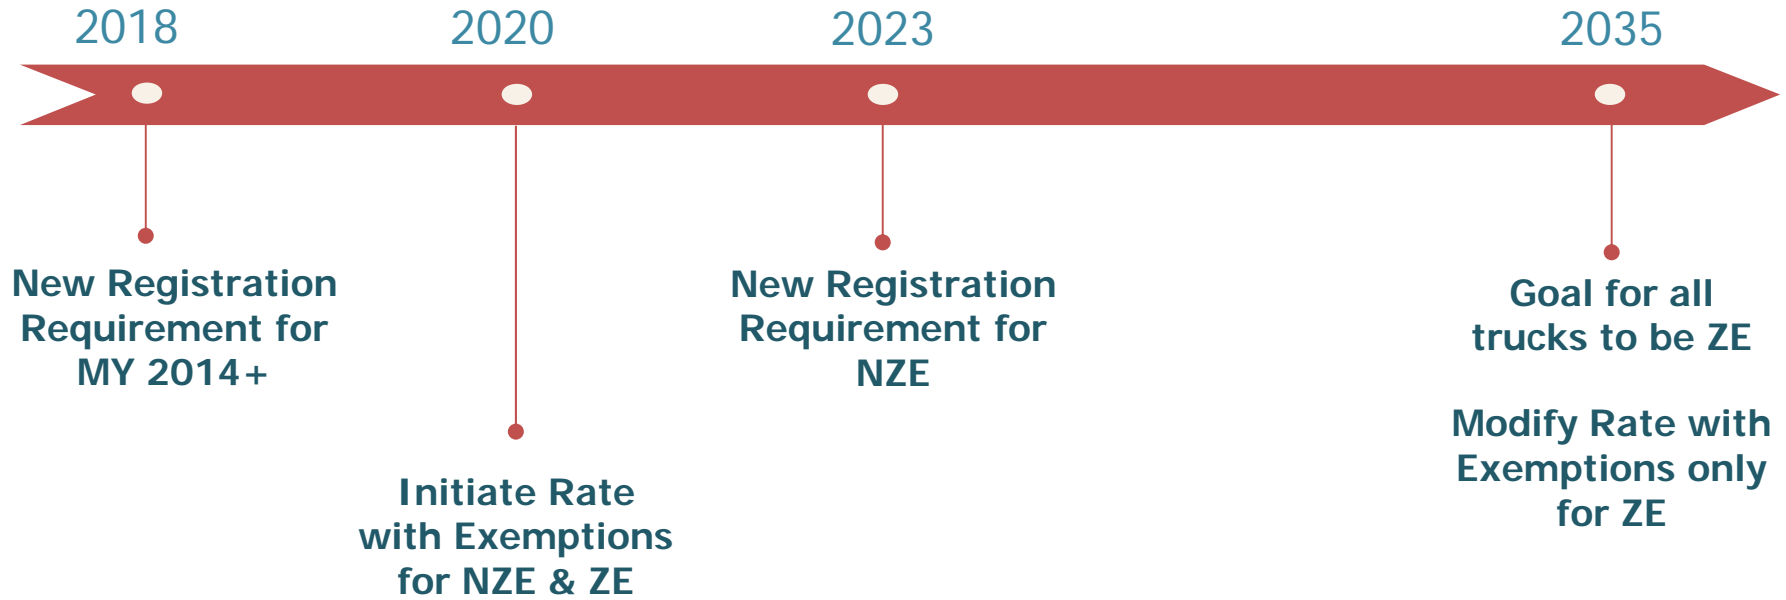 2018
2020
2023
2035
New Registration
Requirement for
MY 2014+
Initiate Rate
with Exemptions
for NZE & ZE
New Registration
Requirement for
NZE
Goal for all
trucks to be ZE
Modify Rate with
Exemptions only
for ZE